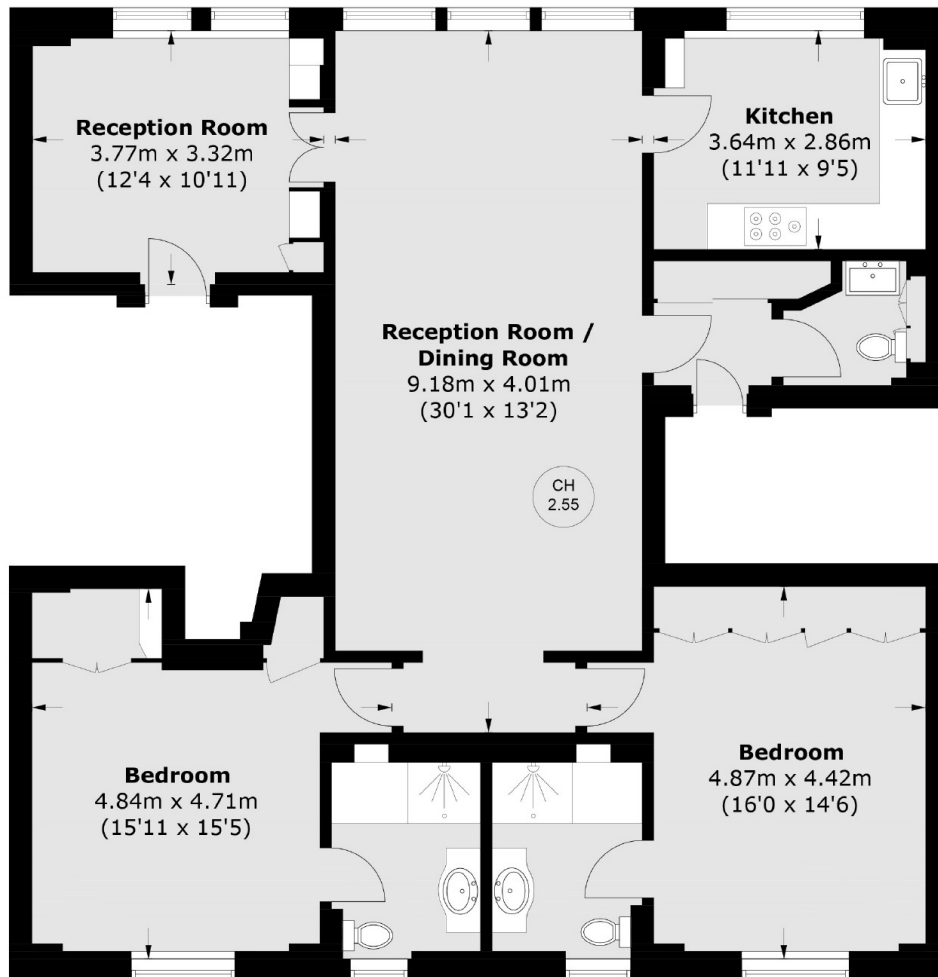 Reception Room
3.77m x 3.32m
(12'4 x 10'11)
Kitchen
3.64m x 2.86m
(11'11 x 9'5)
Reception Room /
Dining Room
9.18m x 4.01m
(30'1 x 13'2)
CH
2.55
Bedroom
4.84m x 4.71m
(15'11 x 15'5)
Bedroom
4.87m x 4.42m
(16'0 x 14'6)